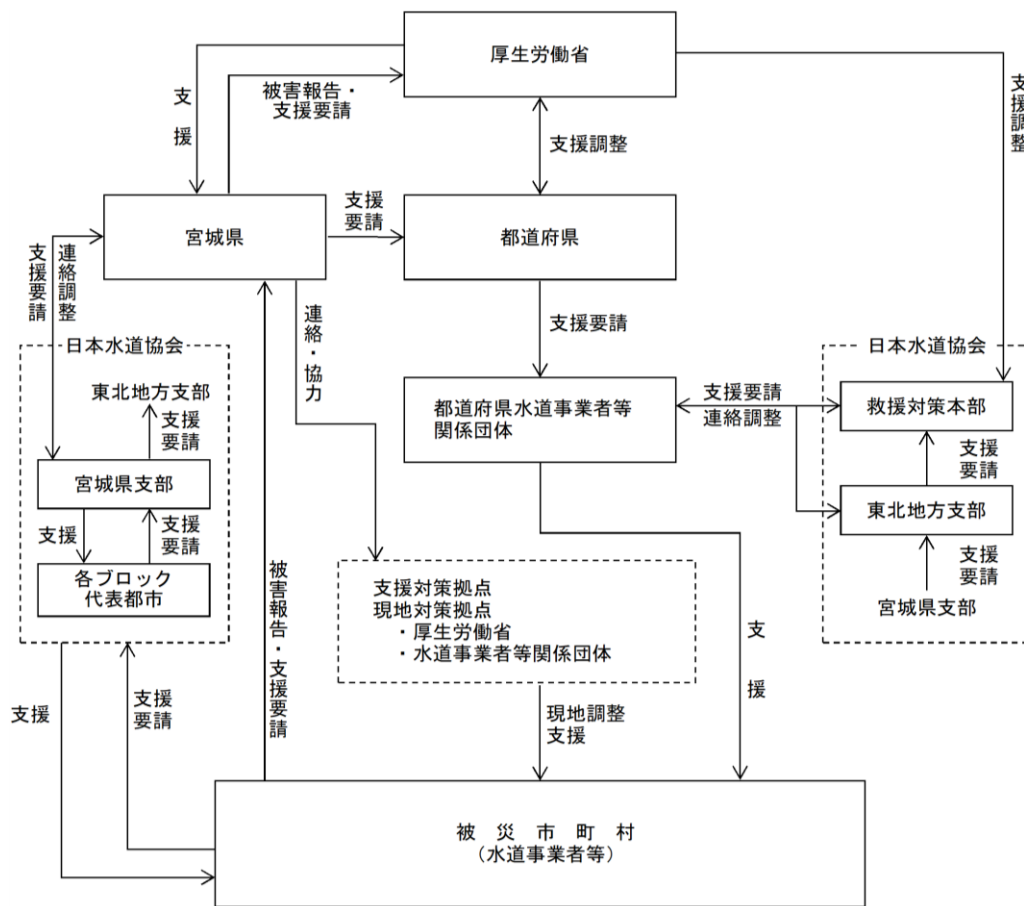 厚生労働省
支援
被害報告・
支援要請
支援調整
支援調整
宮城県
支援
要請
都道府県
支援要請
連絡調整
連絡・協力
支援要請
日本水道協会
東北地方支部
支援
要請
宮城県支部
支援
支援
要請
各ブロック
代表都市
都道府県水道事業者等
関係団体
支援要請
連絡調整
日本水道協会
救援対策本部
支援
要請
東北地方支部
支援
要請
宮城県支部
被害報告・支援要請
支援対策拠点
現地対策拠点
・厚生労働省
・水道事業者等関係団体
支援
支援
支援
要請
現地調整
支援
被災市町村
（水道事業者等）